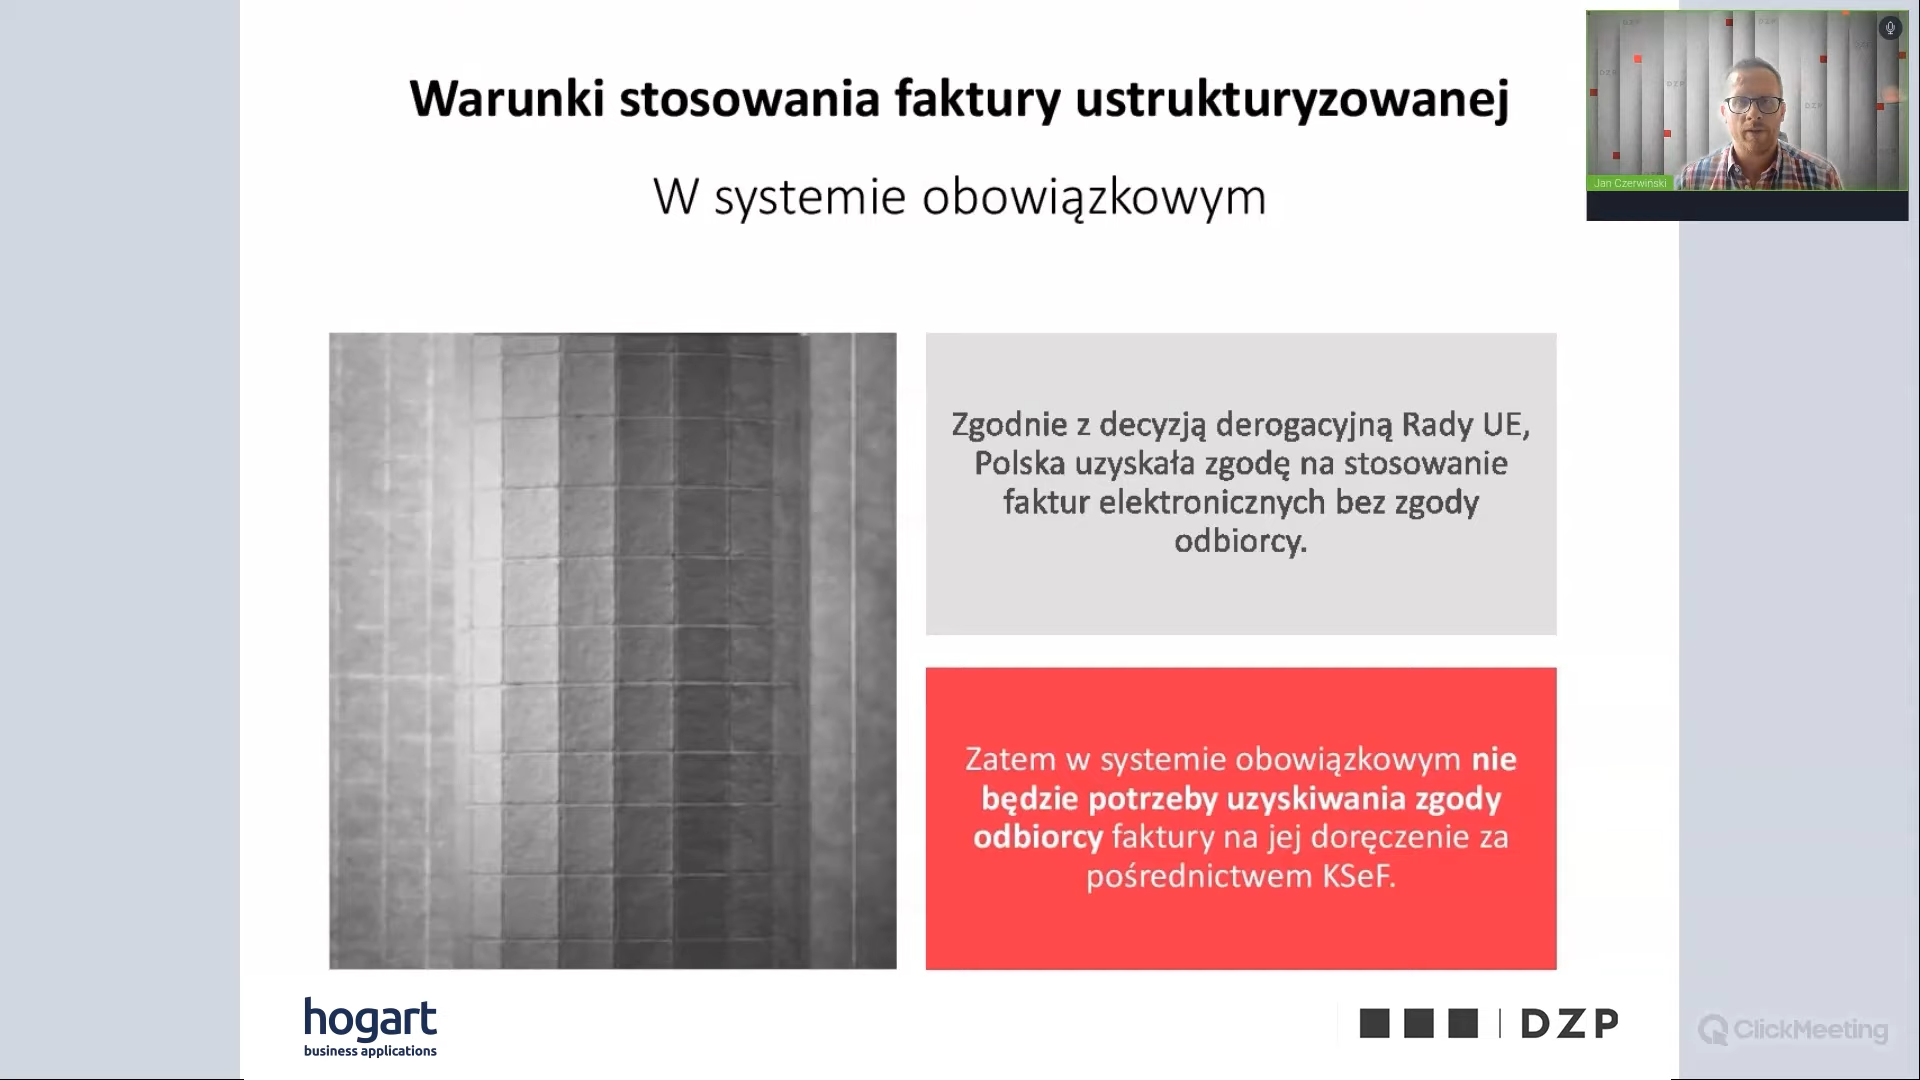 Warunki stosowania faktury ustrukturyzowanej
W systemie obowiązkowym
Jan Czerwiński
Zgodnie z decyzją derogacyjną Rady UE,
Polska uzyskała zgodę na stosowanie
faktur elektronicznych bez zgody
odbiorcy.
Zatem w systemie obowiązkowym nie
będzie potrzeby uzyskiwania zgody
odbiorcy faktury na jej doręczenie za
pośrednictwem KSeF.
hogart
business applications
DZP
ClickMeeting